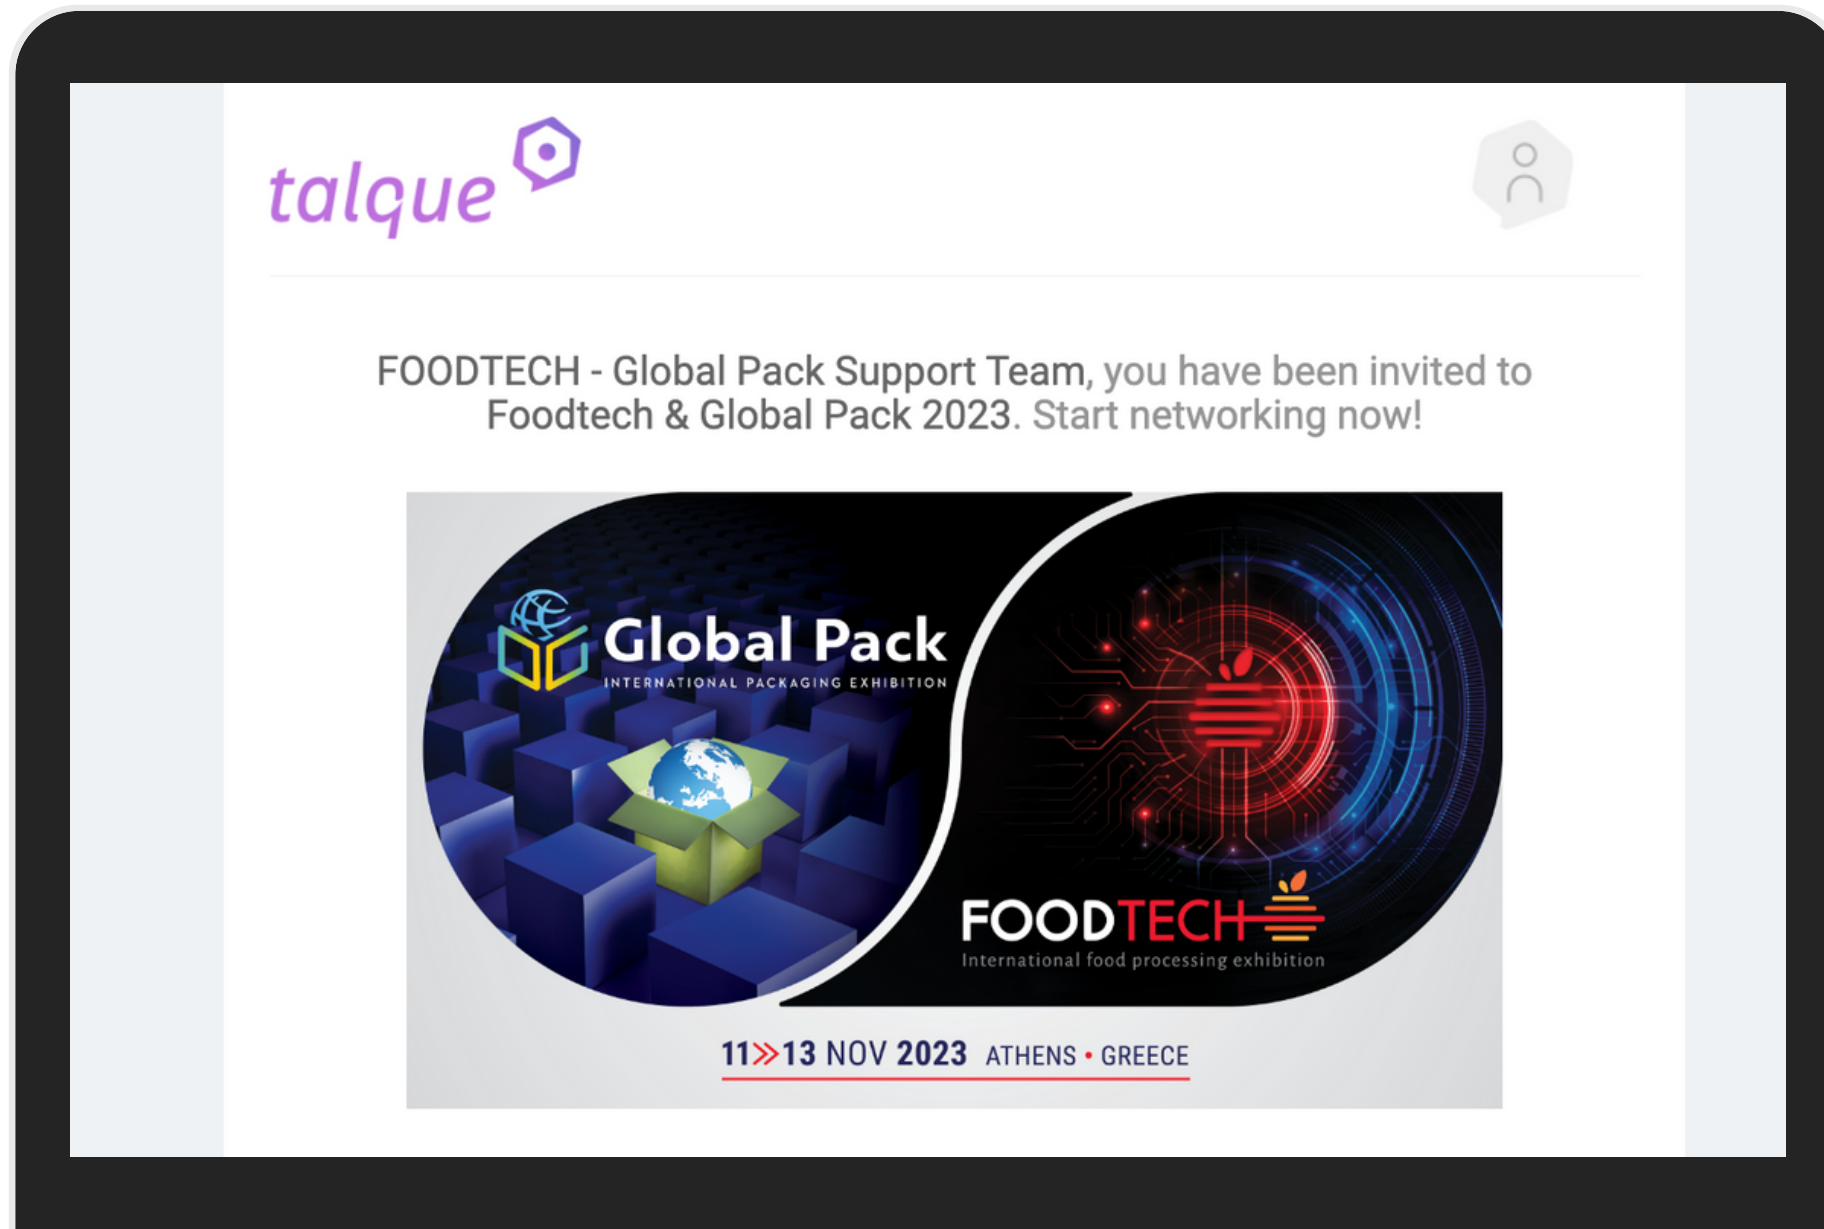 talque
FOODTECH - Global Pack Support Team, you have been invited to
Foodtech & Global Pack 2023. Start networking now!
Global Pack
INTERNATIONAL PACKAGING EXHIBITION
FOODTECH
International food processing exhibition
11>>13 NOV 2023 ATHENS • GREECE